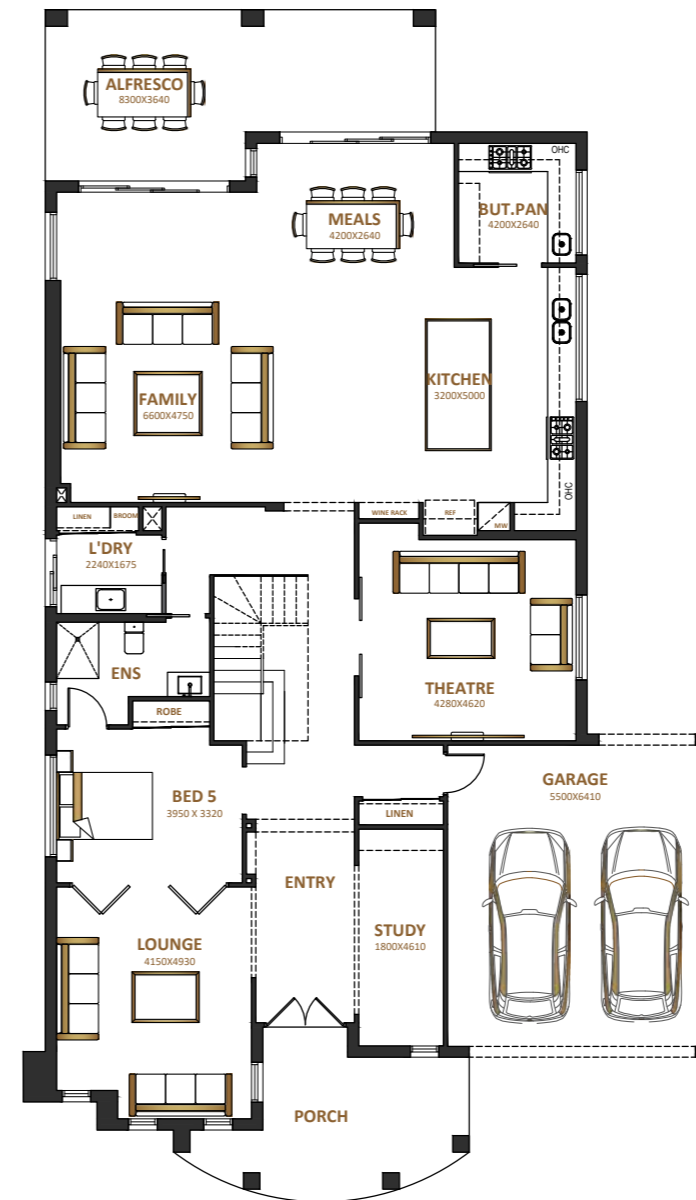 ALFRESCO
8300X3640
OHC
BUT.PAN
4200X2640
MEALS
4200X2640
FAMILY
6600X4750
KITCHEN
3200X5000
OHC
LINEN
BROOM
WINE RACK
REF
MW
L'DRY
2240X1675
ENS
ROBE
THEATRE
4280X4620
BED 5
3950 X 3320
GARAGE
5500X6410
LINEN
ENTRY
STUDY
1800X4610
LOUNGE
4150X4930
PORCH